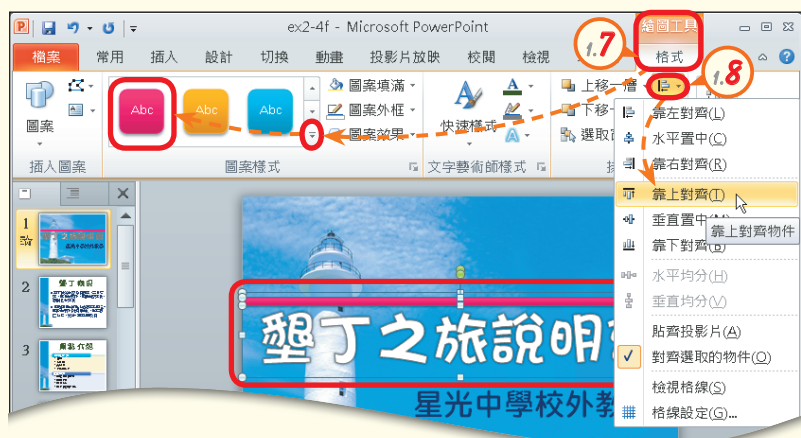 ex2-4f - Microsoft PowerPoint
繪圖工具
檔案 常用 插入 設計 切換 動畫 投影片放映 校閱 檢視 格式
1.7
1.8
圖案
插入圖案
Abc Abc Abc
圖案填滿
圖案外框
圖案效果
圖案樣式
快速樣式
文字藝術師樣式
上移一層
下移一
選取
靠左對齊(L)
水平置中(C)
靠右對齊(R)
靠上對齊(T)
垂直置中(M)
靠上對齊物件
靠下對齊(B)
水平均分(H)
垂直均分(V)
貼齊投影片(A)
對齊選取的物件(O)
檢視格線(S)
格線設定(G)...
1
2
墾丁簡說
3
墾丁之旅說明
星光中學校外教